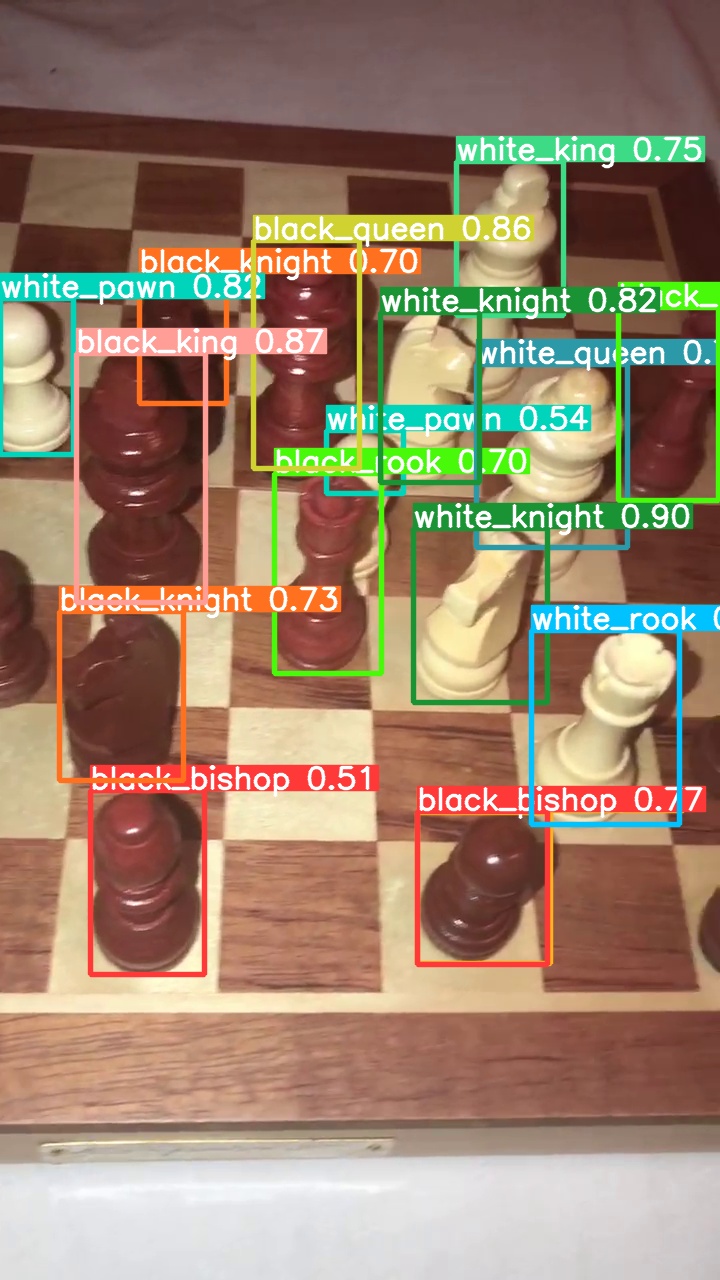 white_king 0.75
black_queen 0.86
black_knight 0.70
white_pawn 0.82
white_knight 0.82
black_king 0.87
white_queen 0.
white_pawn 0.54
black_rook 0.70
white_knight 0.90
black_knight 0.73
white_rook
black_bishop 0.51
black_bishop 0.77